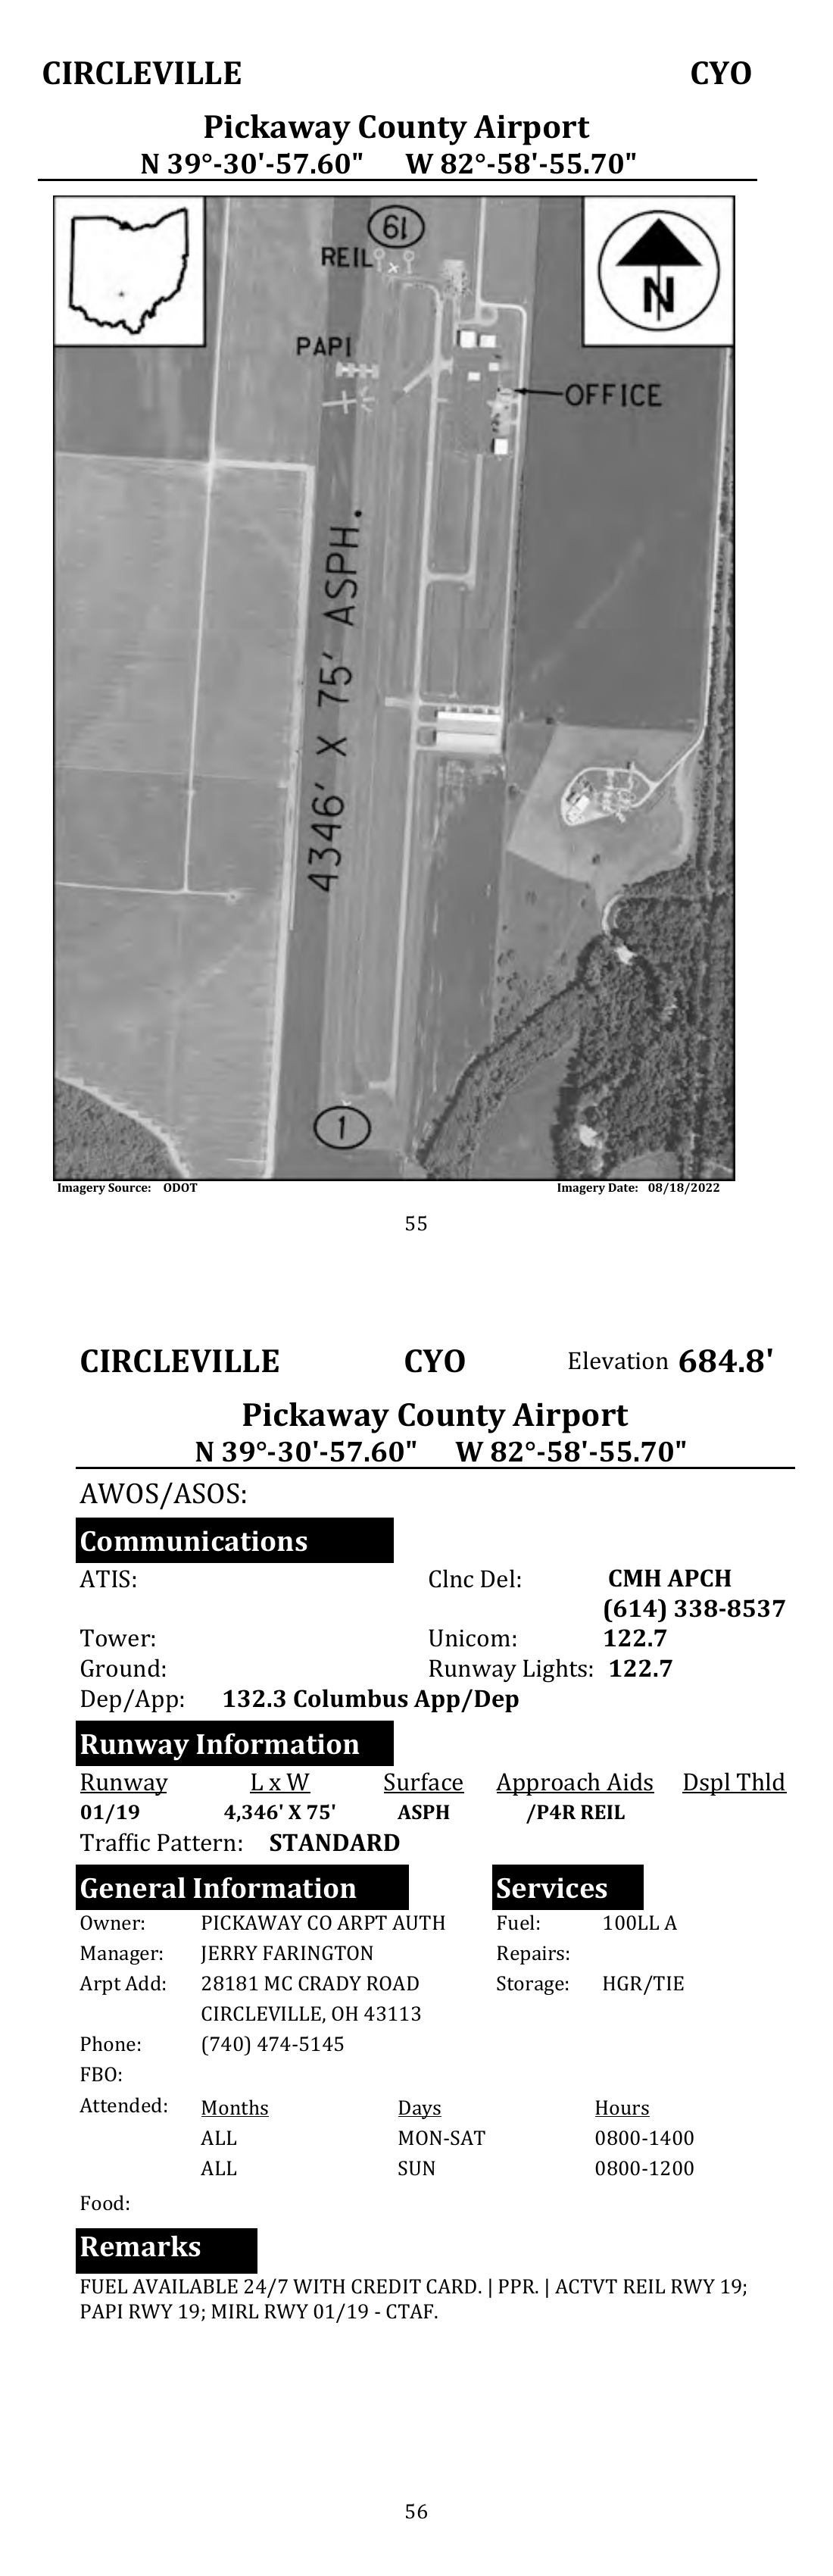 CIRCLEVILLE CYO
Pickaway County Airport
N 39°-30'-57.60" W 82°-58'-55.70"
19
REIL
N
PAPI
OFFICE
4346' X 75' ASPH.
1
Imagery Source: ODOT Imagery Date: 08/18/2022
55
CIRCLEVILLE CYO Elevation 684.8'
Pickaway County Airport
N 39°-30'-57.60" W 82°-58'-55.70"
AWOS/ASOS:
Communications
ATIS: Clnc Del: CMH APCH
(614) 338-8537
Tower: Unicom: 122.7
Ground: Runway Lights: 122.7
Dep/App: 132.3 Columbus App/Dep
Runway Information
Runway L x W Surface Approach Aids Dspl Thld
01/19 4,346' X 75' ASPH /P4R REIL
Traffic Pattern: STANDARD
General Information Services
Owner: PICKAWAY CO ARPT AUTH Fuel: 100LL A
Manager: JERRY FARINGTON Repairs:
Arpt Add: 28181 MC CRADY ROAD Storage: HGR/TIE
CIRCLEVILLE, OH 43113
Phone: (740) 474-5145
FBO:
Attended: Months Days Hours
ALL MON-SAT 0800-1400
ALL SUN 0800-1200
Food:
Remarks
FUEL AVAILABLE 24/7 WITH CREDIT CARD. | PPR. | ACTVT REIL RWY 19;
PAPI RWY 19; MIRL RWY 01/19 - CTAF.
56